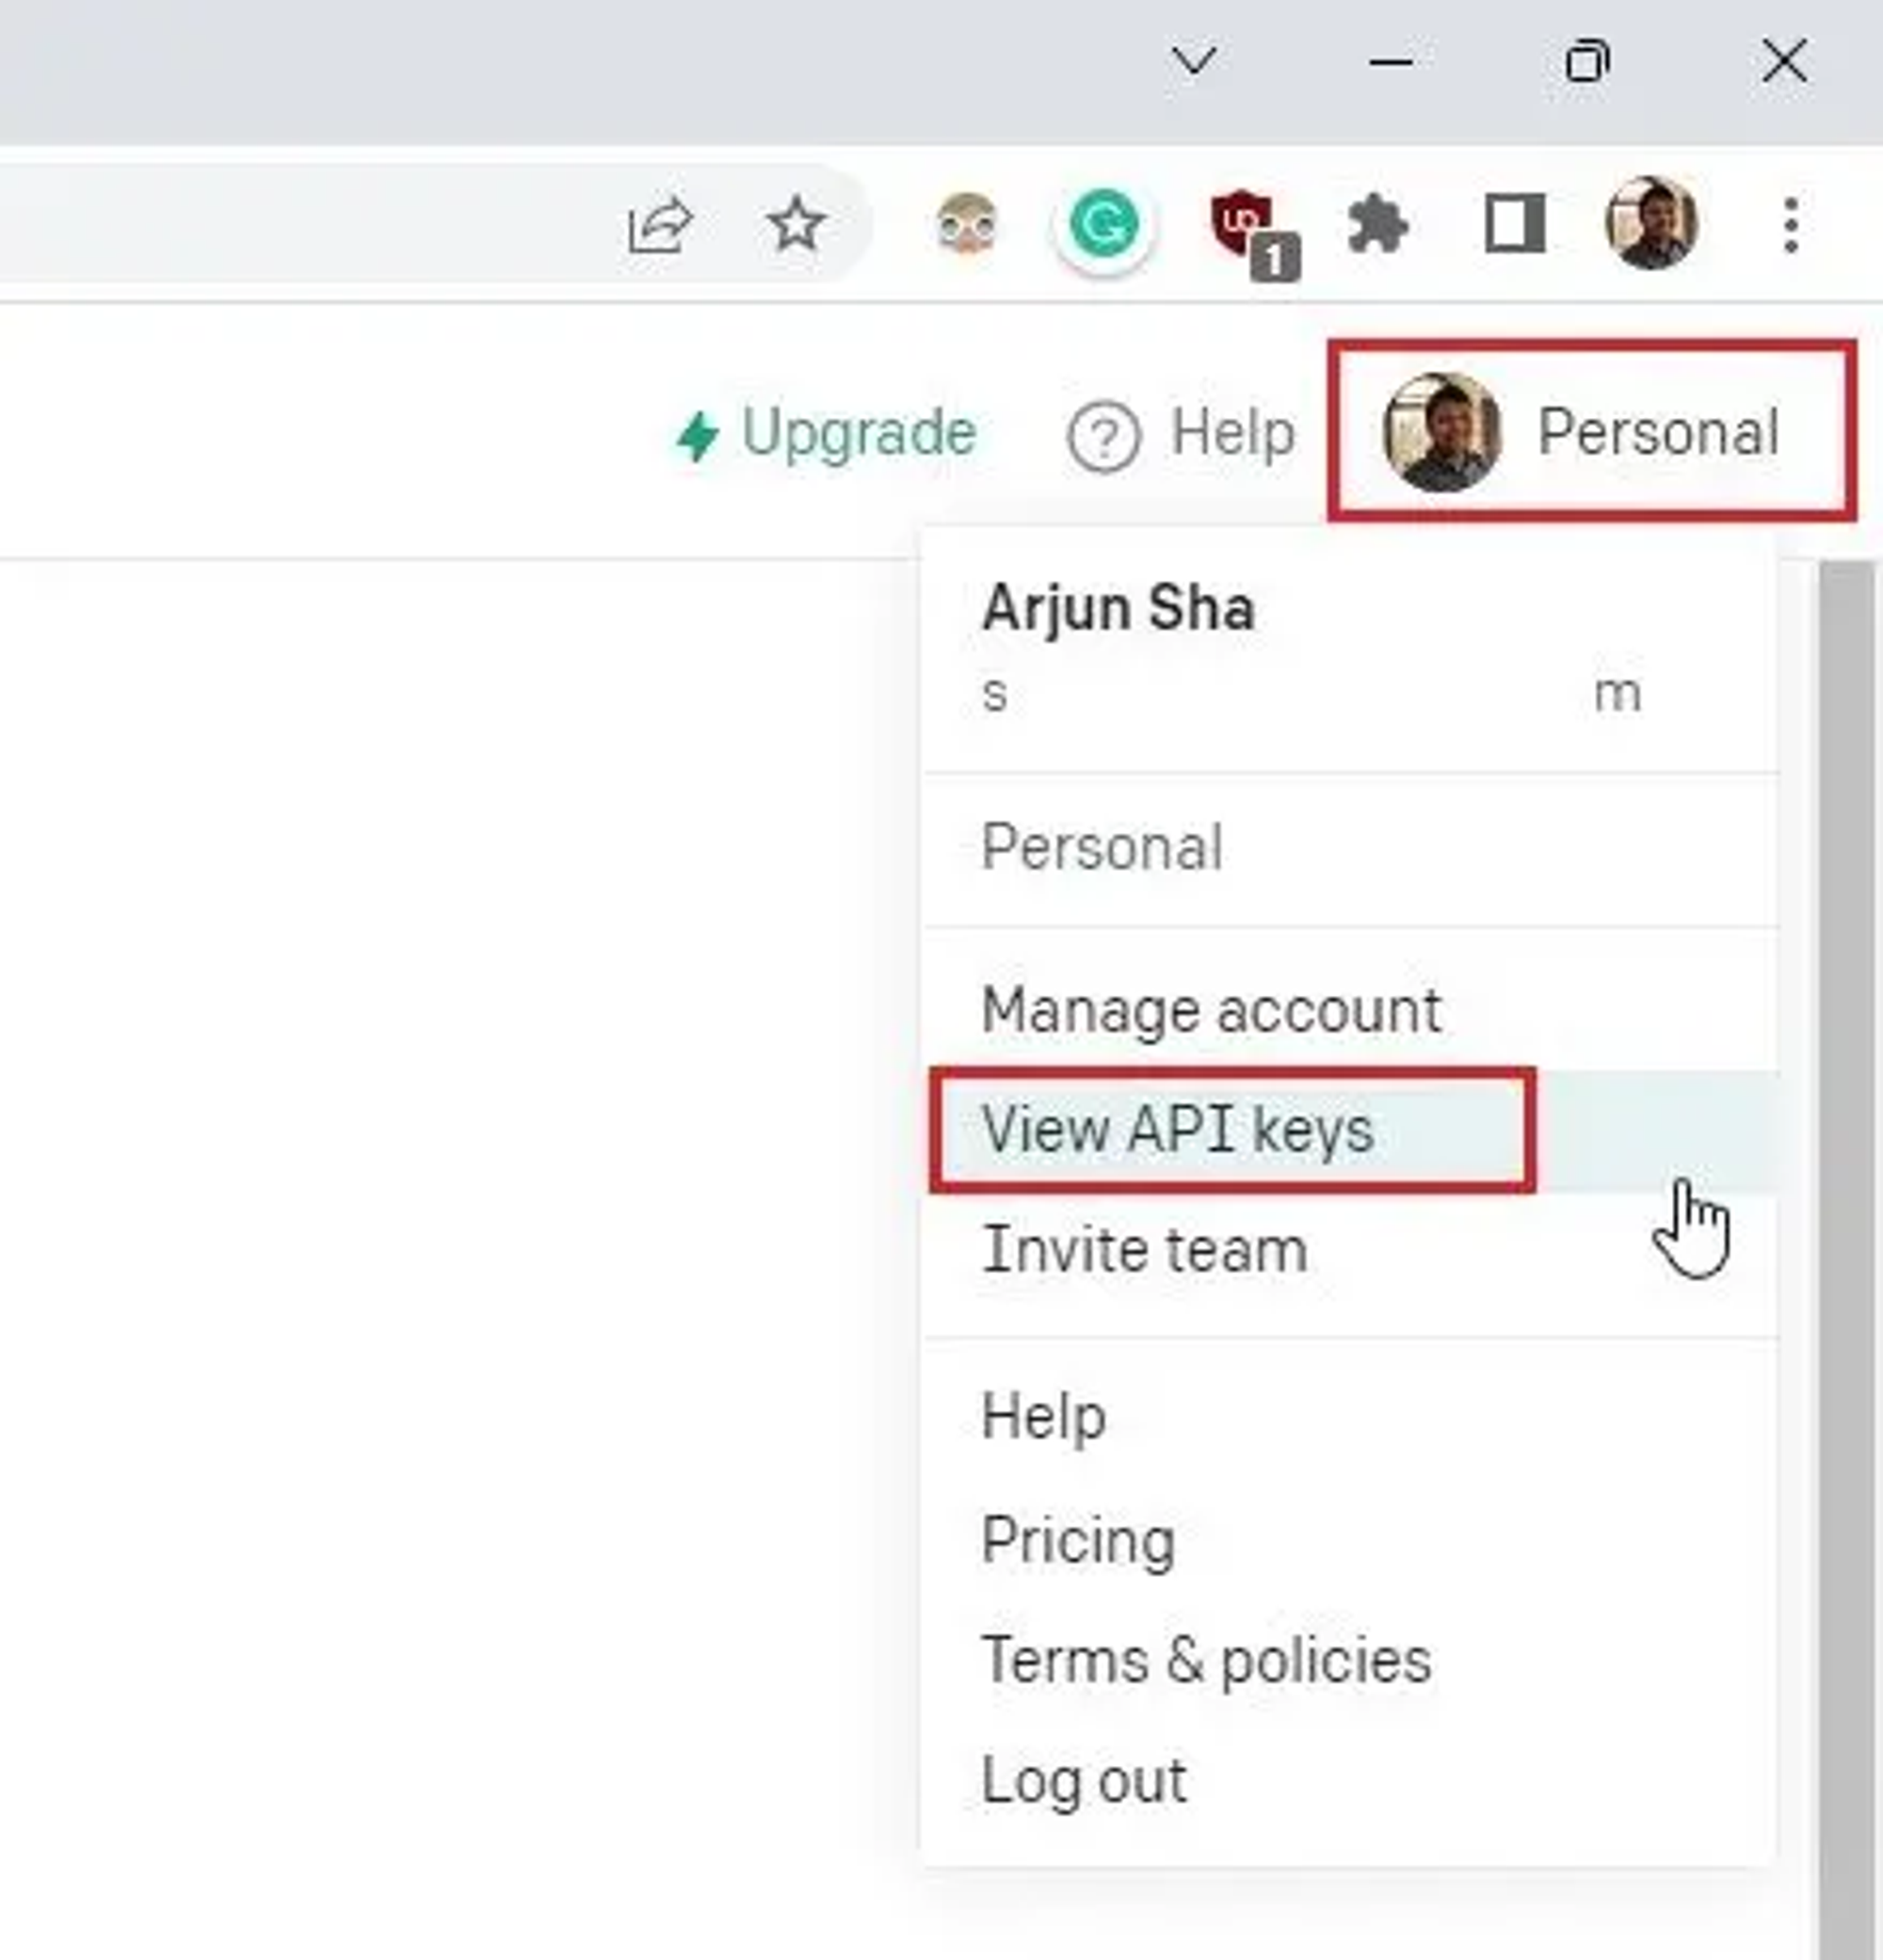 1
Upgrade
Help
Personal
Arjun Sha
s m
Personal
Manage account
View API keys
Invite team
Help
Pricing
Terms & policies
Log out